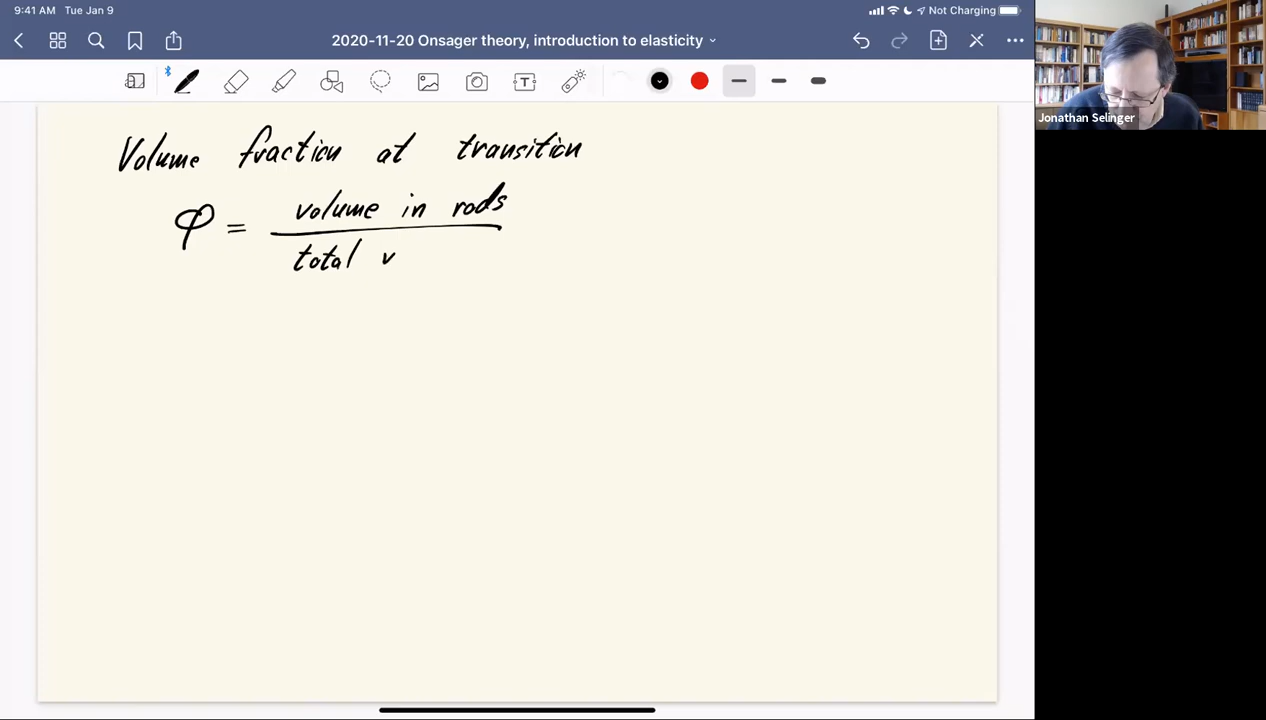 9:41 AM Tue Jan 9
Not Charging
2020-11-20 Onsager theory, introduction to elasticity
T
Jonathan Selinger
Volume fraction at transition
φ = volume in rods
total v